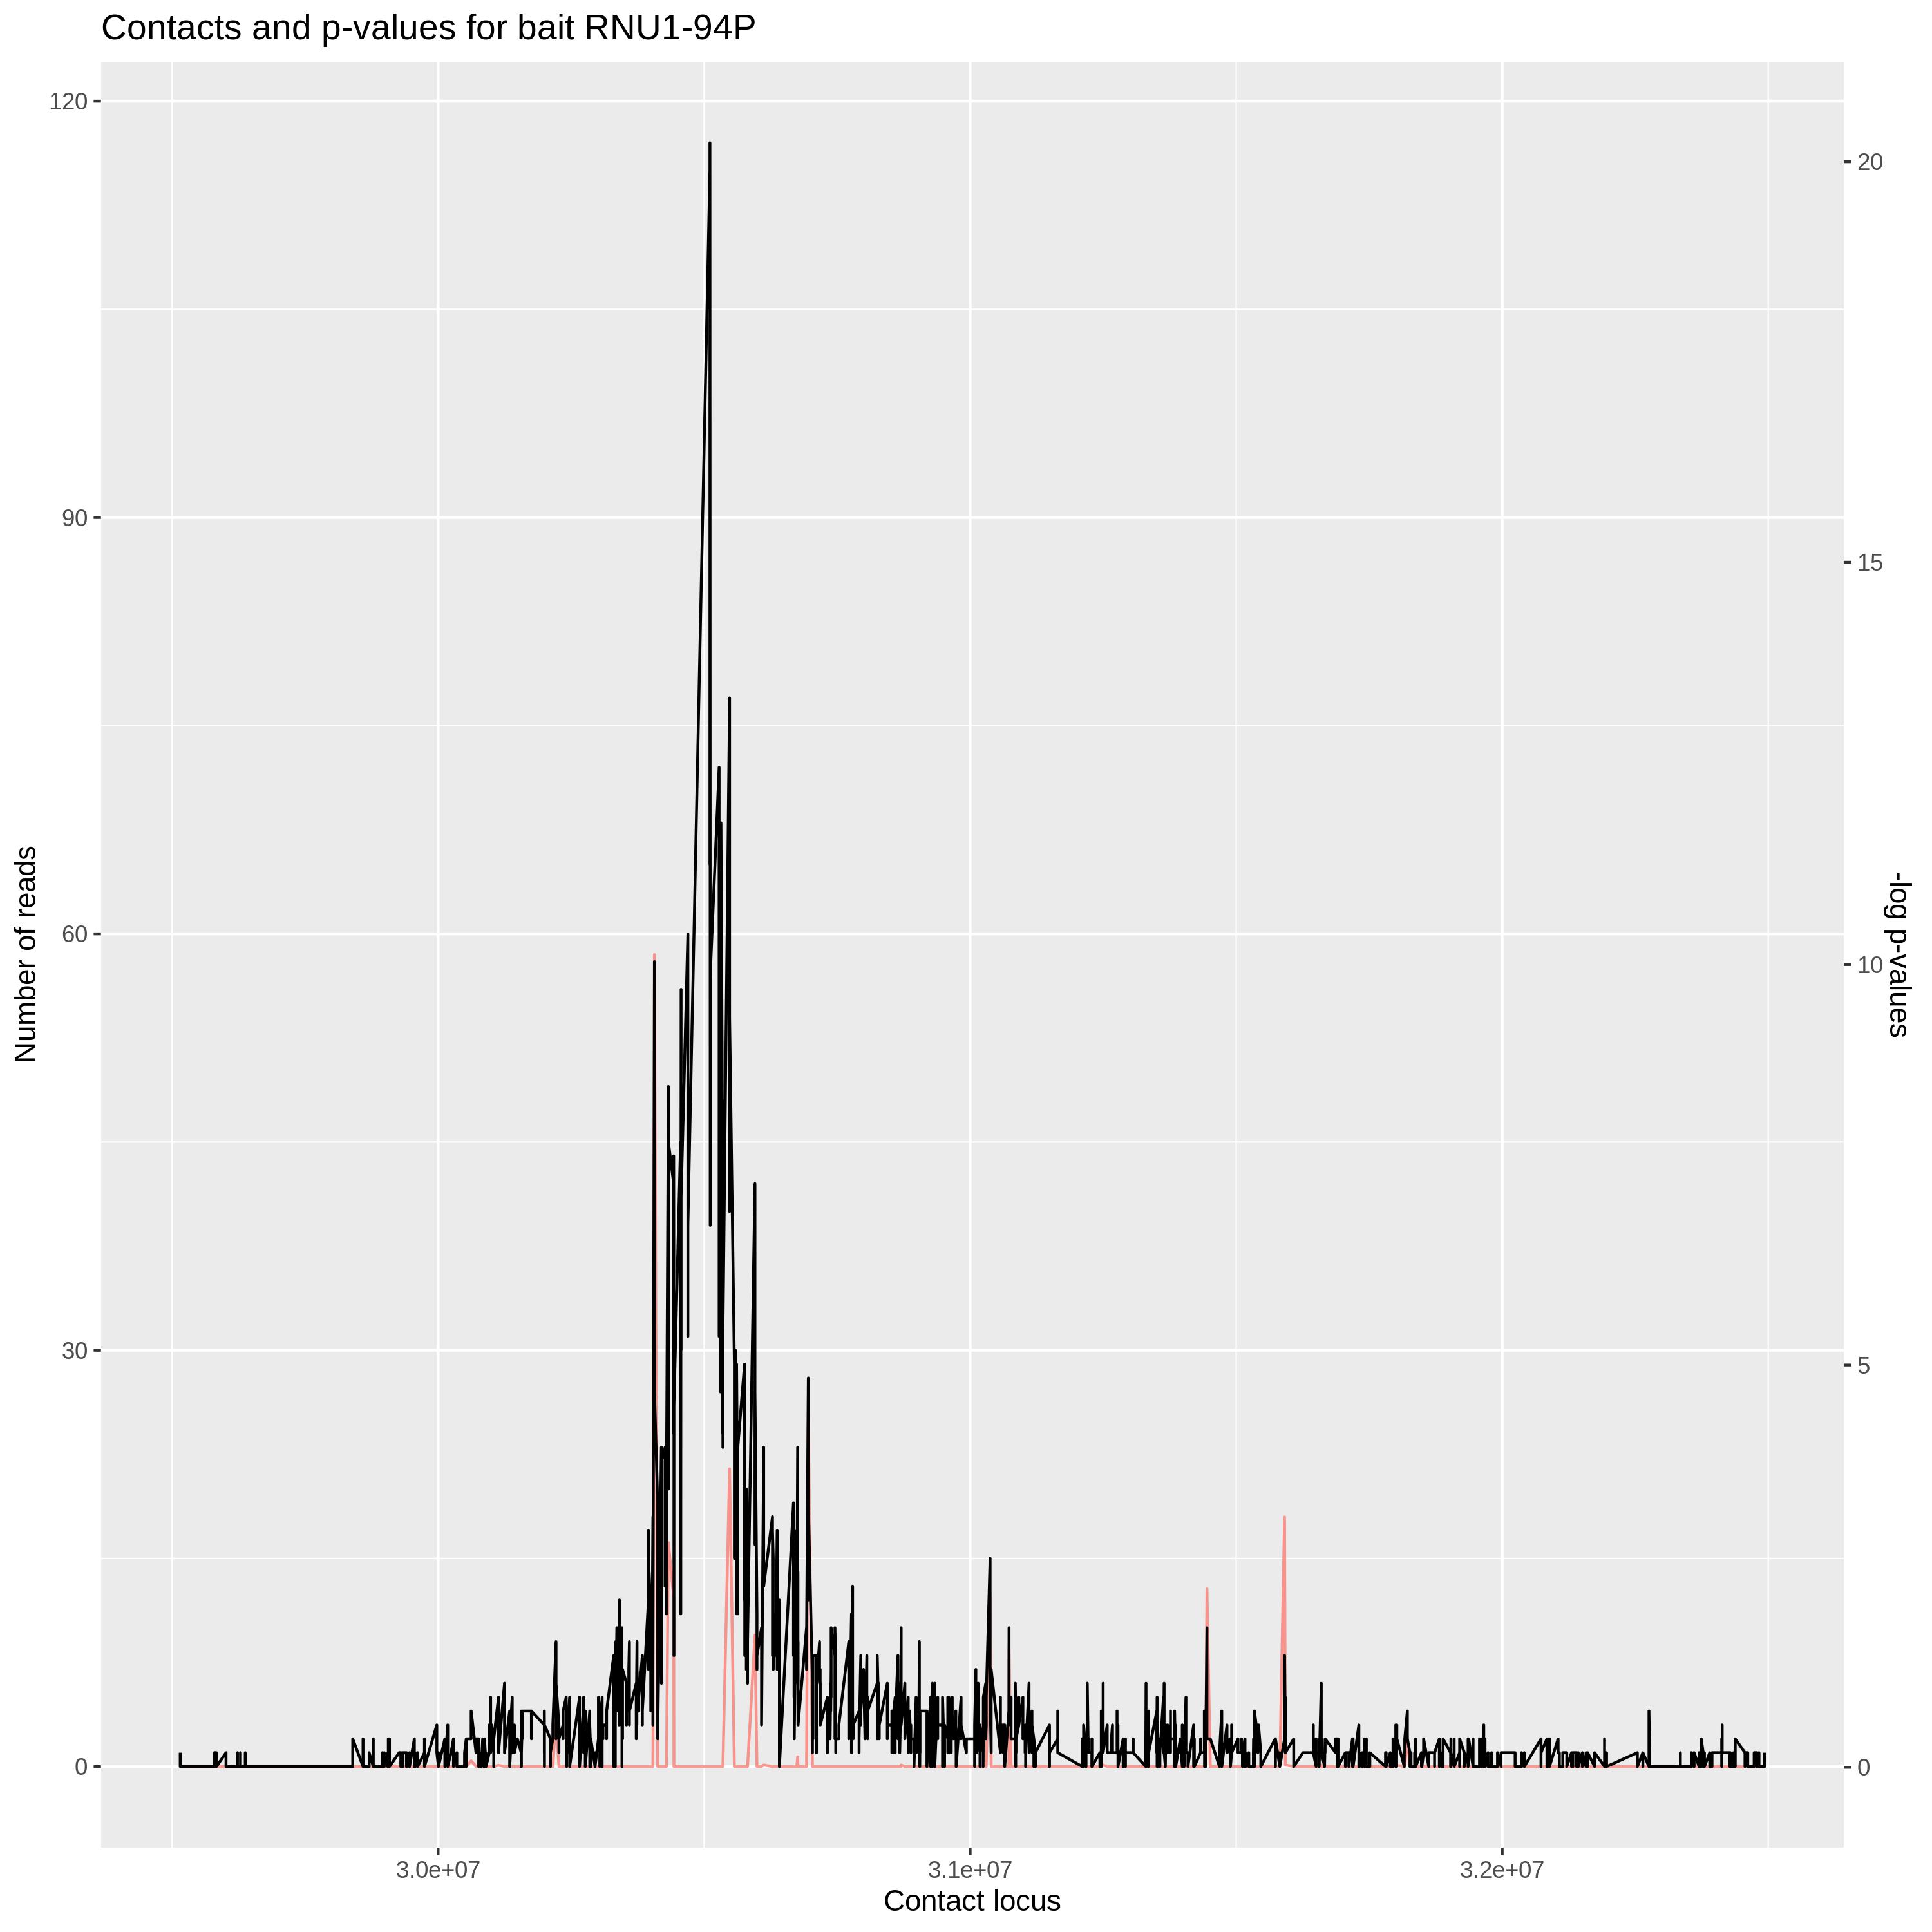 Contacts and p-values for bait RNU1-94P
120
90
60
30
0
Number of reads
20
15
10
5
0
-log p-values
3.0e+07
3.1e+07
3.2e+07
Contact locus